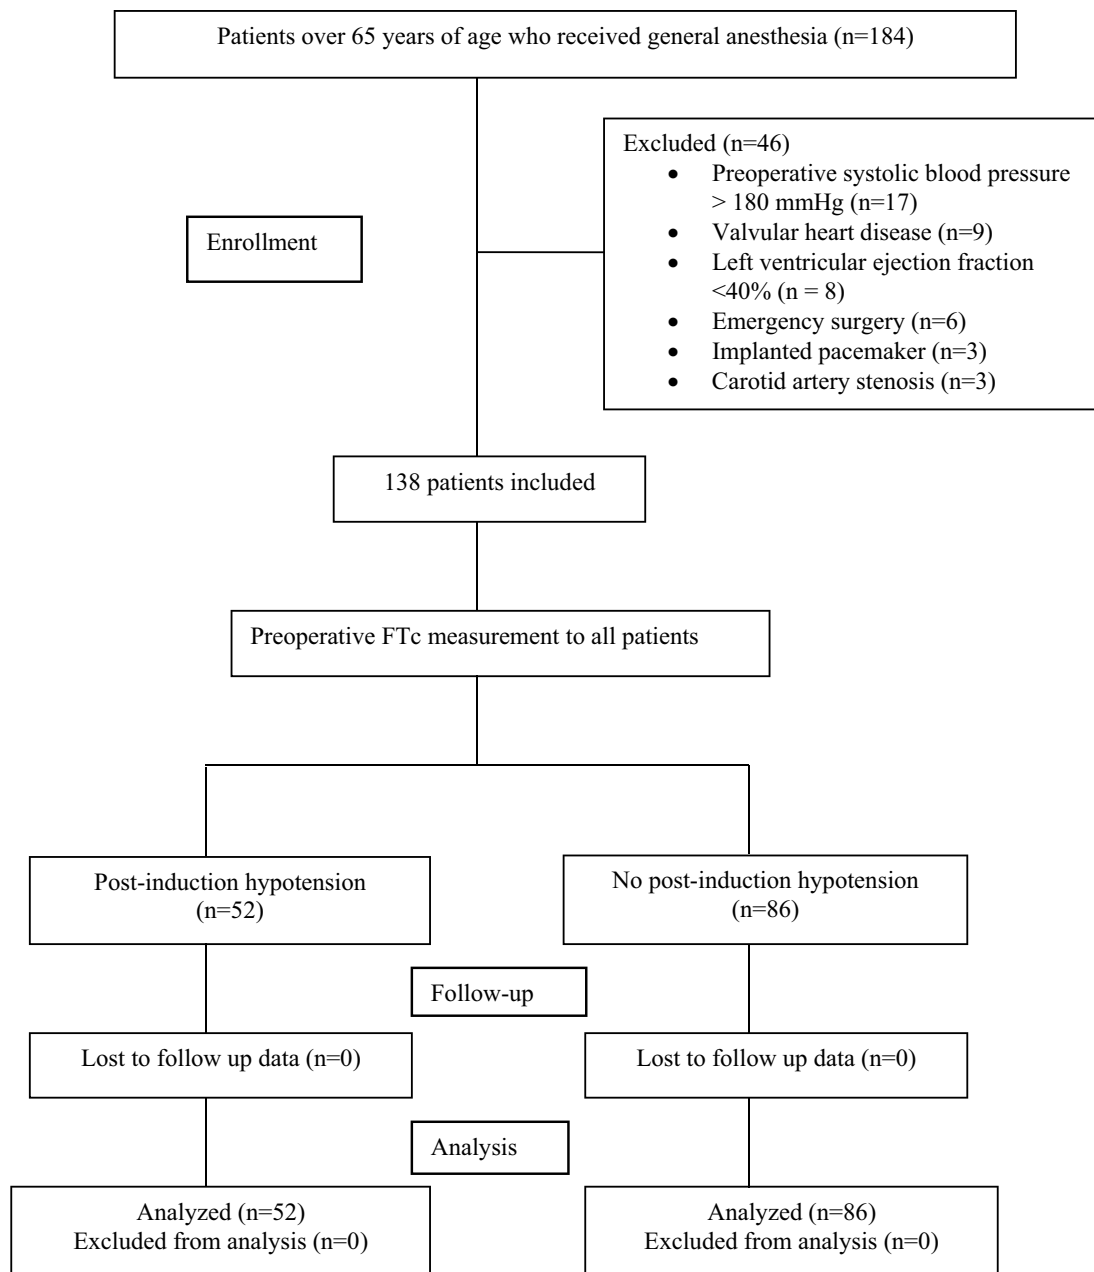 Patients over 65 years of age who received general anesthesia (n=184)
Excluded (n=46)
• Preoperative systolic blood pressure
> 180 mmHg (n=17)
• Valvular heart disease (n=9)
• Left ventricular ejection fraction
<40% (n = 8)
• Emergency surgery (n=6)
• Implanted pacemaker (n=3)
• Carotid artery stenosis (n=3)
Enrollment
138 patients included
Preoperative FTc measurement to all patients
Post-induction hypotension
(n=52)
No post-induction hypotension
(n=86)
Follow-up
Lost to follow up data (n=0)
Lost to follow up data (n=0)
Analysis
Analyzed (n=52)
Excluded from analysis (n=0)
Analyzed (n=86)
Excluded from analysis (n=0)